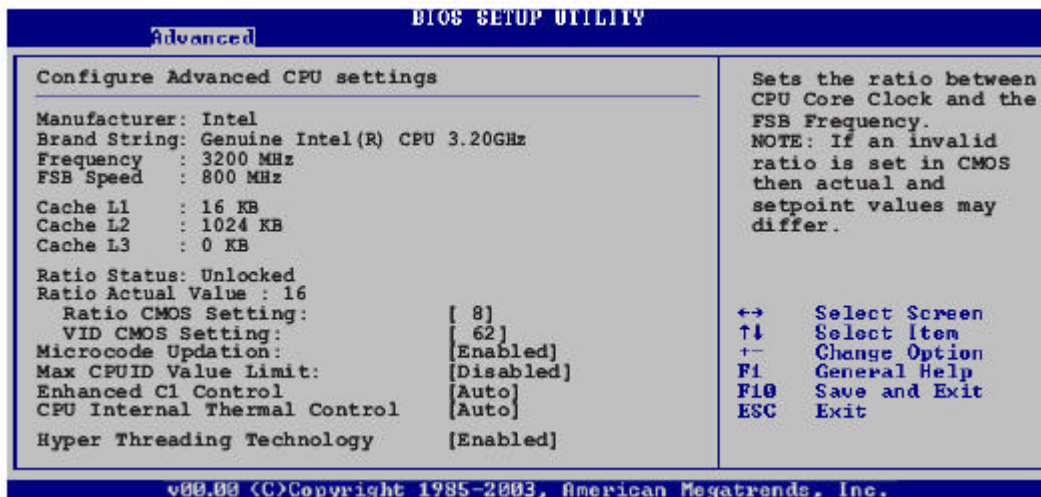 BIOS SETUP UTILITY
Advanced
Configure Advanced CPU settings
Manufacturer: Intel
Brand String: Genuine Intel(R) CPU 3.20GHz
Frequency : 3200 MHz
FSB Speed : 800 MHz
Cache L1 : 16 KB
Cache L2 : 1024 KB
Cache L3 : 0 KB
Ratio Status: Unlocked
Ratio Actual Value : 16
Ratio CMOS Setting: [ 8]
VID CMOS Setting: [ 62]
Microcode Updation: [Enabled]
Max CPUID Value Limit: [Disabled]
Enhanced C1 Control [Auto]
CPU Internal Thermal Control [Auto]
Hyper Threading Technology [Enabled]
Sets the ratio between
CPU Core Clock and the
FSB Frequency.
NOTE: If an invalid
ratio is set in CMOS
then actual and
setpoint values may
differ.
←→ Select Screen
↑↓ Select Item
+- Change Option
F1 General Help
F10 Save and Exit
ESC Exit
v00.00 (C)Copyright 1985-2003, American Megatrends, Inc.